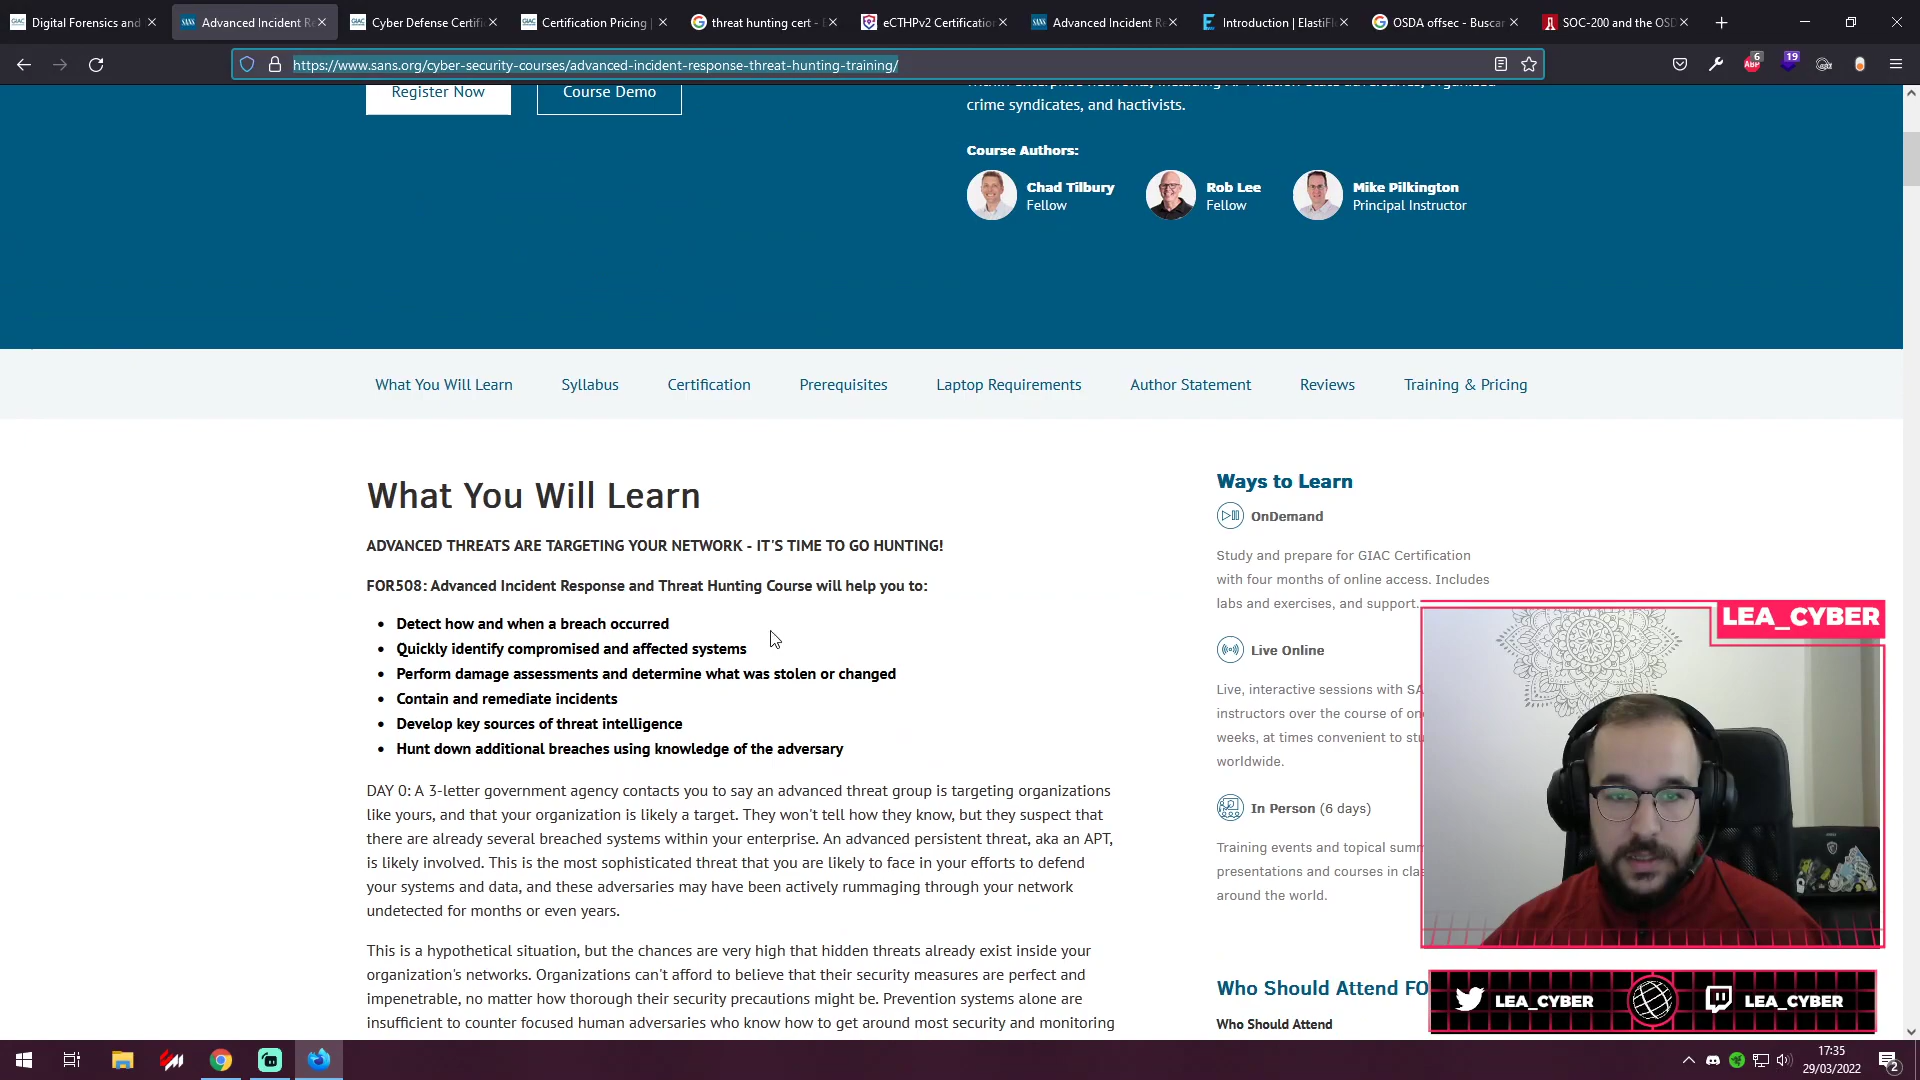 Digital Forensics and
Advanced Incident Re
Cyber Defense Certifi
Certification Pricing |
threat hunting cert - B
eCTHPv2 Certification
Advanced Incident Re
Introduction | ElastiFl
OSDA offsec - Buscar
SOC-200 and the OSD
https://www.sans.org/cyber-security-courses/advanced-incident-response-threat-hunting-training/
6
19
Register Now
Course Demo
crime syndicates, and hactivists.
Course Authors:
Chad Tilbury
Fellow
Rob Lee
Fellow
Mike Pilkington
Principal Instructor
What You Will Learn
Syllabus
Certification
Prerequisites
Laptop Requirements
Author Statement
Reviews
Training & Pricing
What You Will Learn
ADVANCED THREATS ARE TARGETING YOUR NETWORK - IT'S TIME TO GO HUNTING!
FOR508: Advanced Incident Response and Threat Hunting Course will help you to:
• Detect how and when a breach occurred
• Quickly identify compromised and affected systems
• Perform damage assessments and determine what was stolen or changed
• Contain and remediate incidents
• Develop key sources of threat intelligence
• Hunt down additional breaches using knowledge of the adversary
DAY 0: A 3-letter government agency contacts you to say an advanced threat group is targeting organizations
like yours, and that your organization is likely a target. They won't tell how they know, but they suspect that
there are already several breached systems within your enterprise. An advanced persistent threat, aka an APT,
is likely involved. This is the most sophisticated threat that you are likely to face in your efforts to defend
your systems and data, and these adversaries may have been actively rummaging through your network
undetected for months or even years.
This is a hypothetical situation, but the chances are very high that hidden threats already exist inside your
organization's networks. Organizations can't afford to believe that their security measures are perfect and
impenetrable, no matter how thorough their security precautions might be. Prevention systems alone are
insufficient to counter focused human adversaries who know how to get around most security and monitoring
Ways to Learn
OnDemand
Study and prepare for GIAC Certification
with four months of online access. Includes
labs and exercises, and support.
Live Online
Live, interactive sessions with SA
instructors over the course of on
weeks, at times convenient to stu
worldwide.
In Person (6 days)
Training events and topical summ
presentations and courses in cla
around the world.
Who Should Attend FO
Who Should Attend
LEA_CYBER
LEA_CYBER
LEA_CYBER
17:35
29/03/2022
2